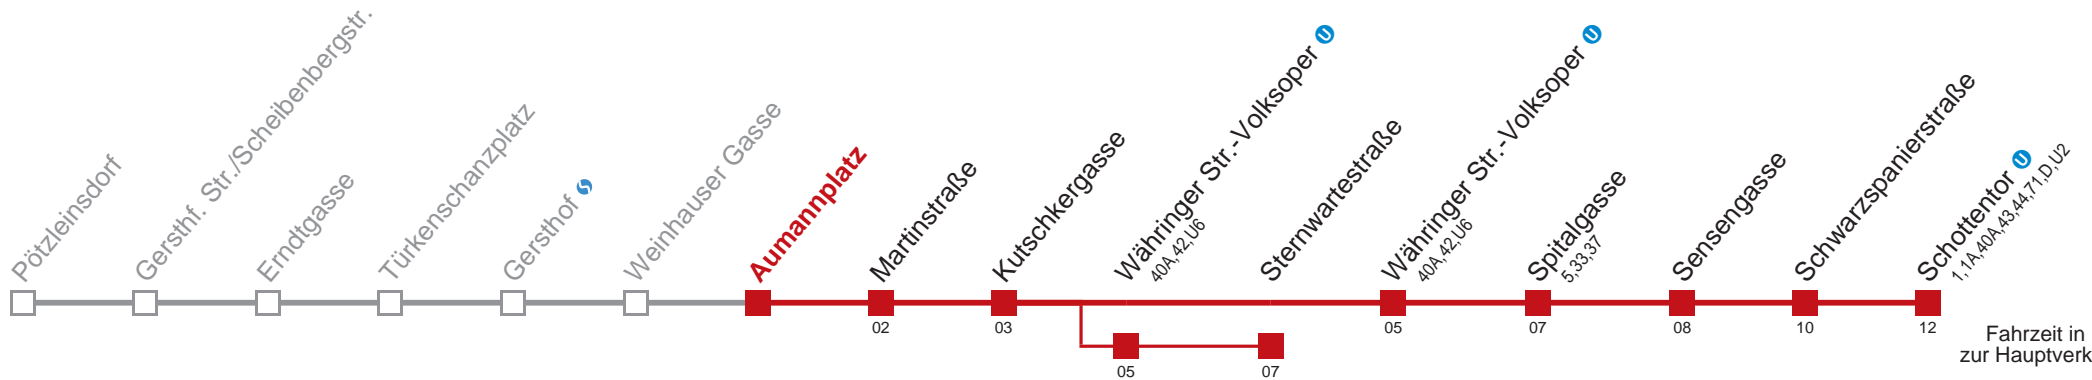 Pötzleinsdorf
Gersthf. Str./Scheibenbergstr.
Erndtgasse
Türkenschanzplatz
Gersthof S
Weinhauser Gasse
Aumannplatz
Martinstraße
02
Kutschkergasse
03
Währinger Str.-Volksoper U
40A,42,U6
05
Sternwartestraße
07
Währinger Str.-Volksoper U
40A,42,U6
05
Spitalgasse
5,33,37
07
Sensengasse
08
Schwarzspanierstraße
10
Schottentor U
1,1A,40A,43,44,71,D,U2
12
Fahrzeit in
zur Hauptverk